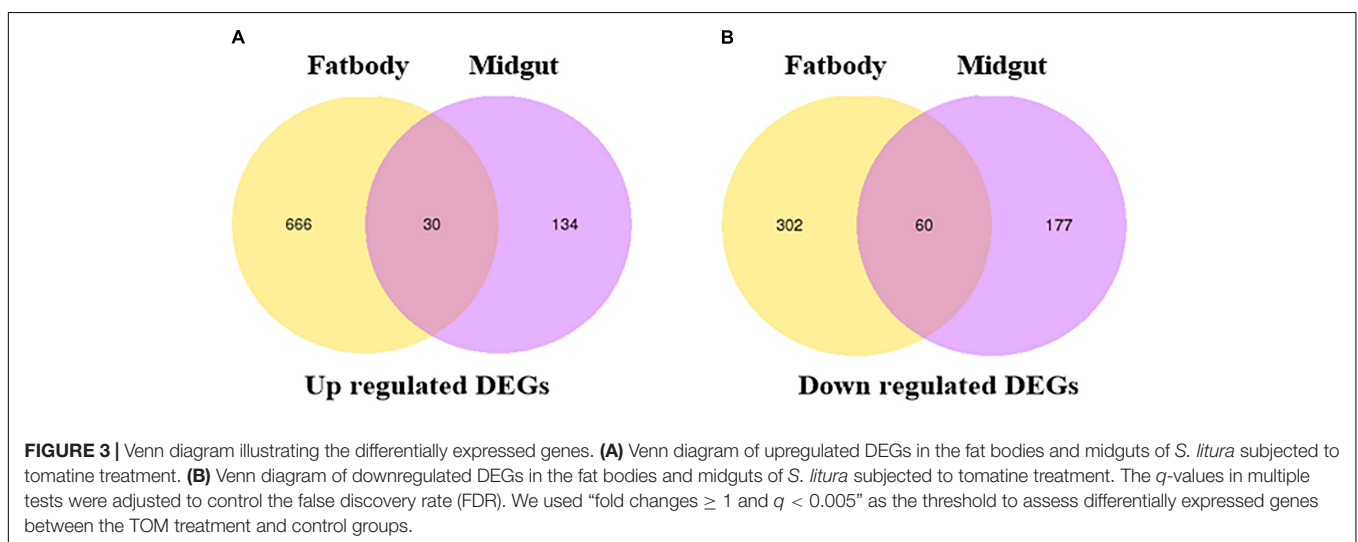 A
B
Fatbody Midgut
Fatbody Midgut
666 30 134
302 60 177
Up regulated DEGs
Down regulated DEGs
FIGURE 3 | Venn diagram illustrating the differentially expressed genes. (A) Venn diagram of upregulated DEGs in the fat bodies and midguts of S. litura subjected to
tomatine treatment. (B) Venn diagram of downregulated DEGs in the fat bodies and midguts of S. litura subjected to tomatine treatment. The q-values in multiple
tests were adjusted to control the false discovery rate (FDR). We used “fold changes ≥ 1 and q < 0.005” as the threshold to assess differentially expressed genes
between the TOM treatment and control groups.